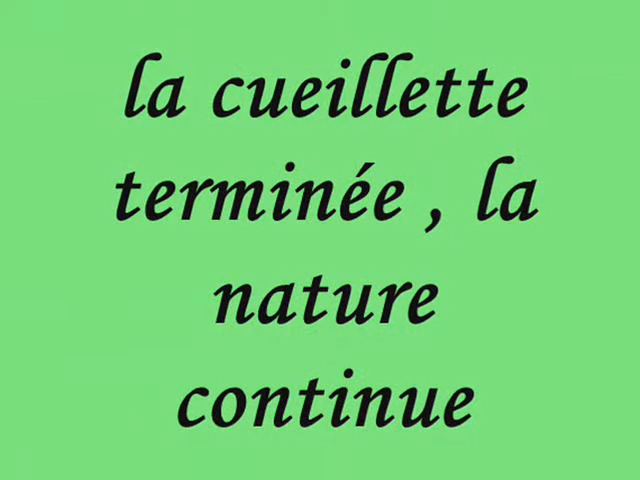 la cueillette
terminée , la
nature
continue